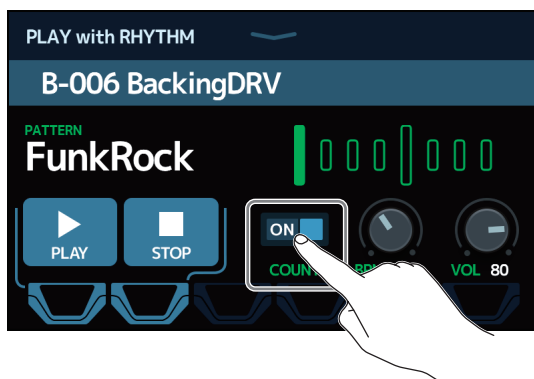 PLAY with RHYTHM
B-006 BackingDRV
PATTERN
FunkRock
ON
PLAY
STOP
COUNT
VOL 80